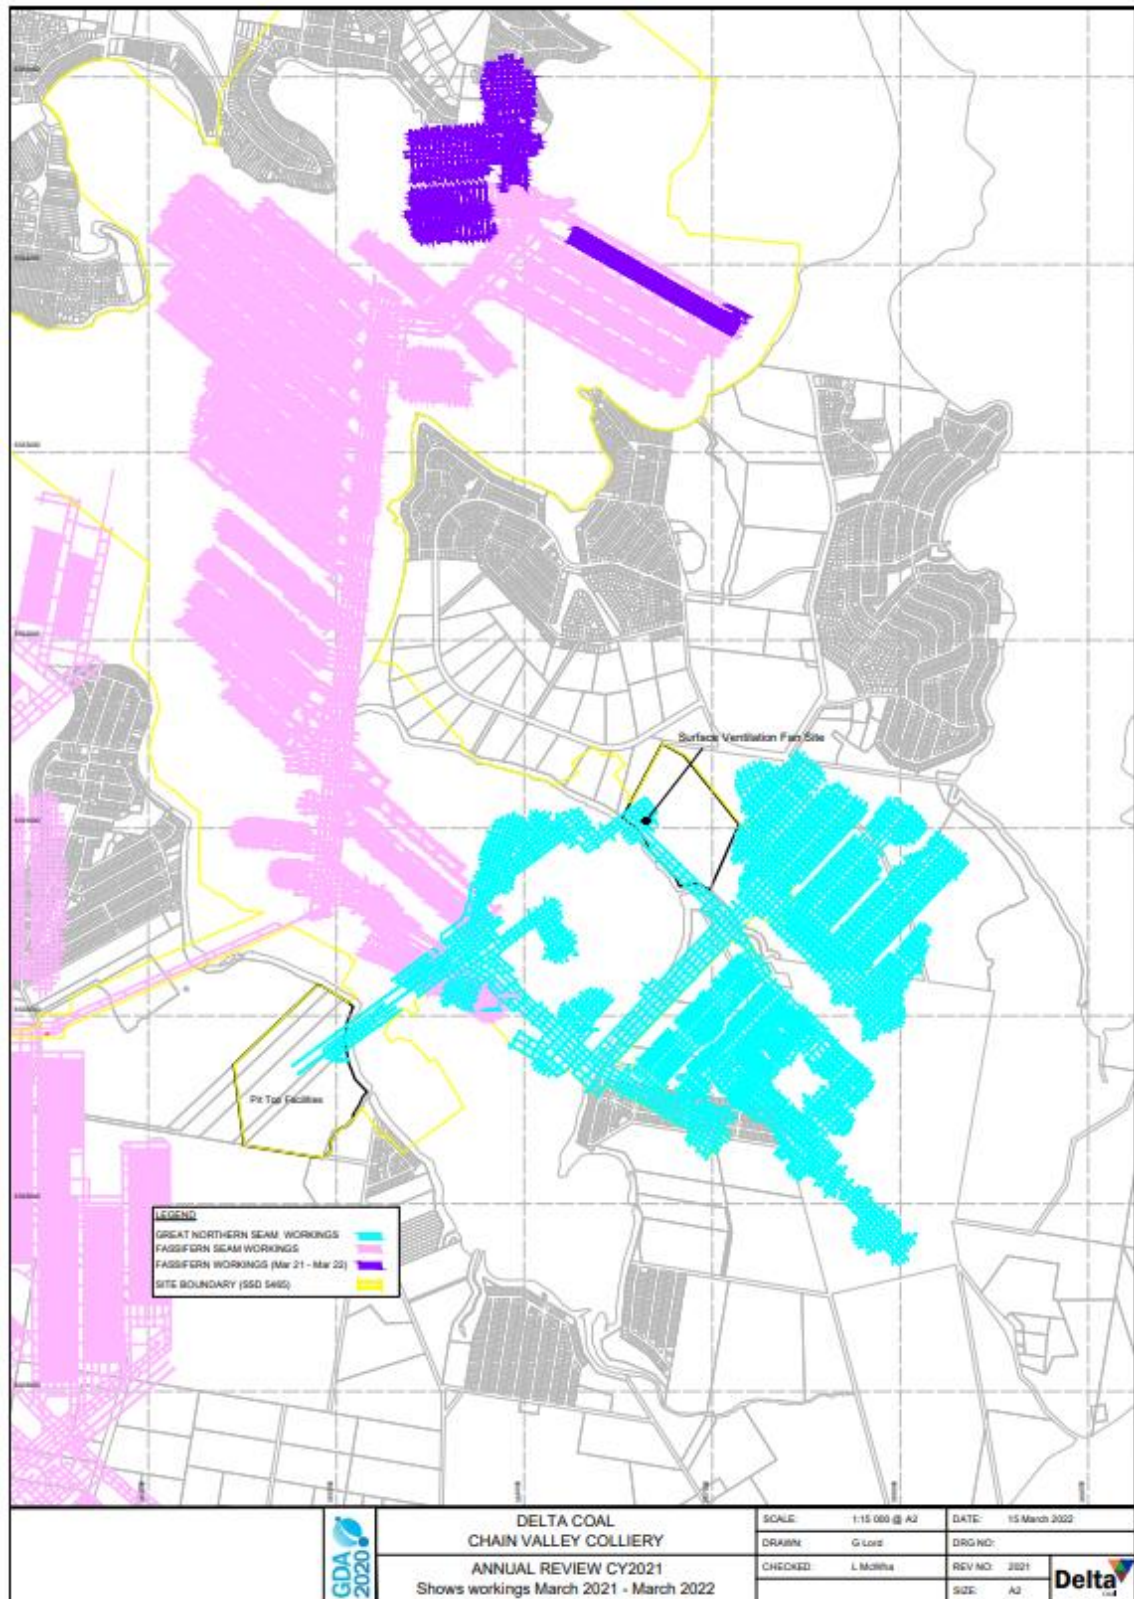 Surface Ventilation Fan Site
Pit Top Facilities
LEGEND
GREAT NORTHERN SEAM WORKINGS
FASSIFERN SEAM WORKINGS
FASSIFERN WORKINGS (Mar 21 - Mar 22)
SITE BOUNDARY (SSD 5465)
GDA
2020
DELTA COAL
CHAIN VALLEY COLLIERY
ANNUAL REVIEW CY2021
Shows workings March 2021 - March 2022
SCALE: 1:15 000 @ A2
DATE: 15 March 2022
DRAWN: G Lord
DRG NO:
CHECKED:
REV NO: 2021
SIZE: A2
Delta